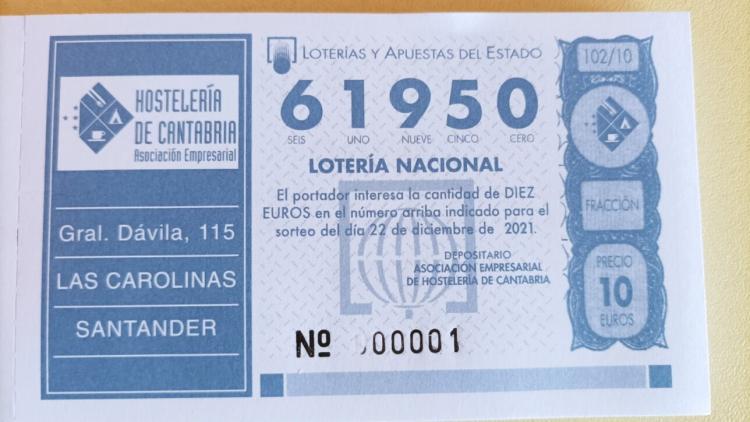 HOSTELERÍA
DE CANTABRIA
Asociación Empresarial
Gral. Dávila, 115
LAS CAROLINAS
SANTANDER
LOTERÍAS Y APUESTAS DEL ESTADO
61950
SEIS UNO NUEVE CINCO CERO
LOTERÍA NACIONAL
El portador interesa la cantidad de DIEZ
EUROS en el número arriba indicado para el
sorteo del día 22 de diciembre de 2021.
DEPOSITARIO
ASOCIACIÓN EMPRESARIAL
DE HOSTELERÍA DE CANTABRIA
Nº 000001
102/10
FRACCIÓN
PRECIO
10
EUROS